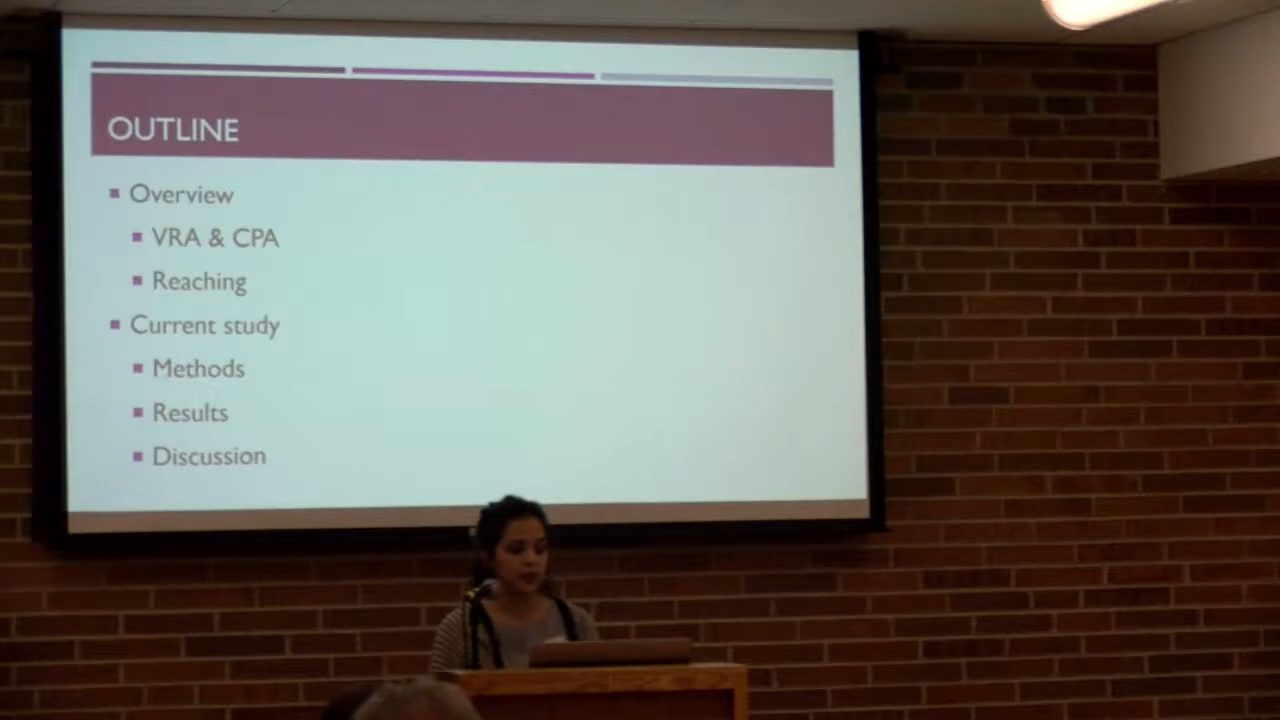 OUTLINE
Overview
VRA & CPA
Reaching
Current study
Methods
Results
Discussion